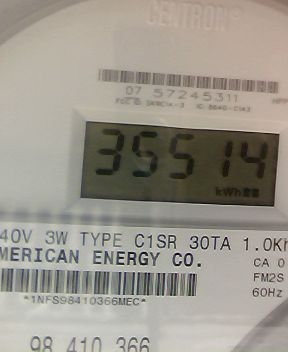 CENTRON®
07 57245311
35514
kWh
40V 3W TYPE C1SR 30TA 1.0Kh
MERICAN ENERGY CO.
CA 0
FM2S
60Hz
*1NFS98410366MEC*
98 410 366